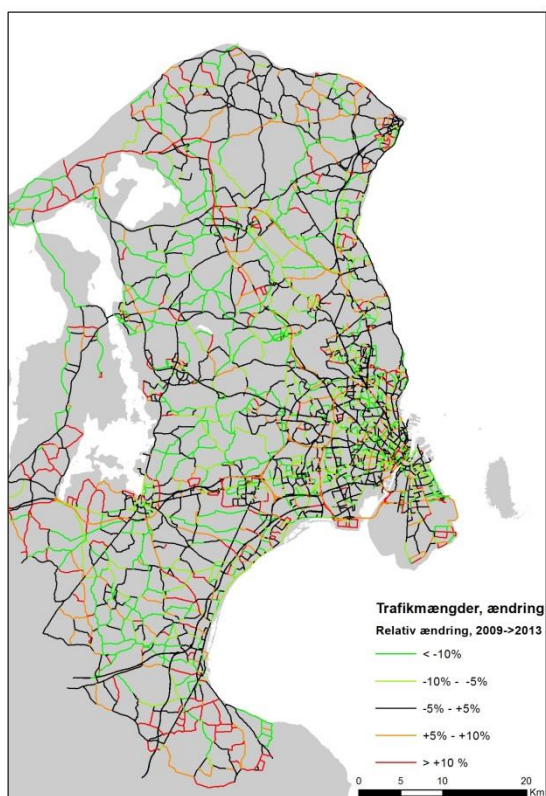 Trafikmængder, ændring
Relativ ændring, 2009->2013
< -10%
-10% - -5%
-5% - +5%
+5% - +10%
> +10 %
0 5 10 20
Km